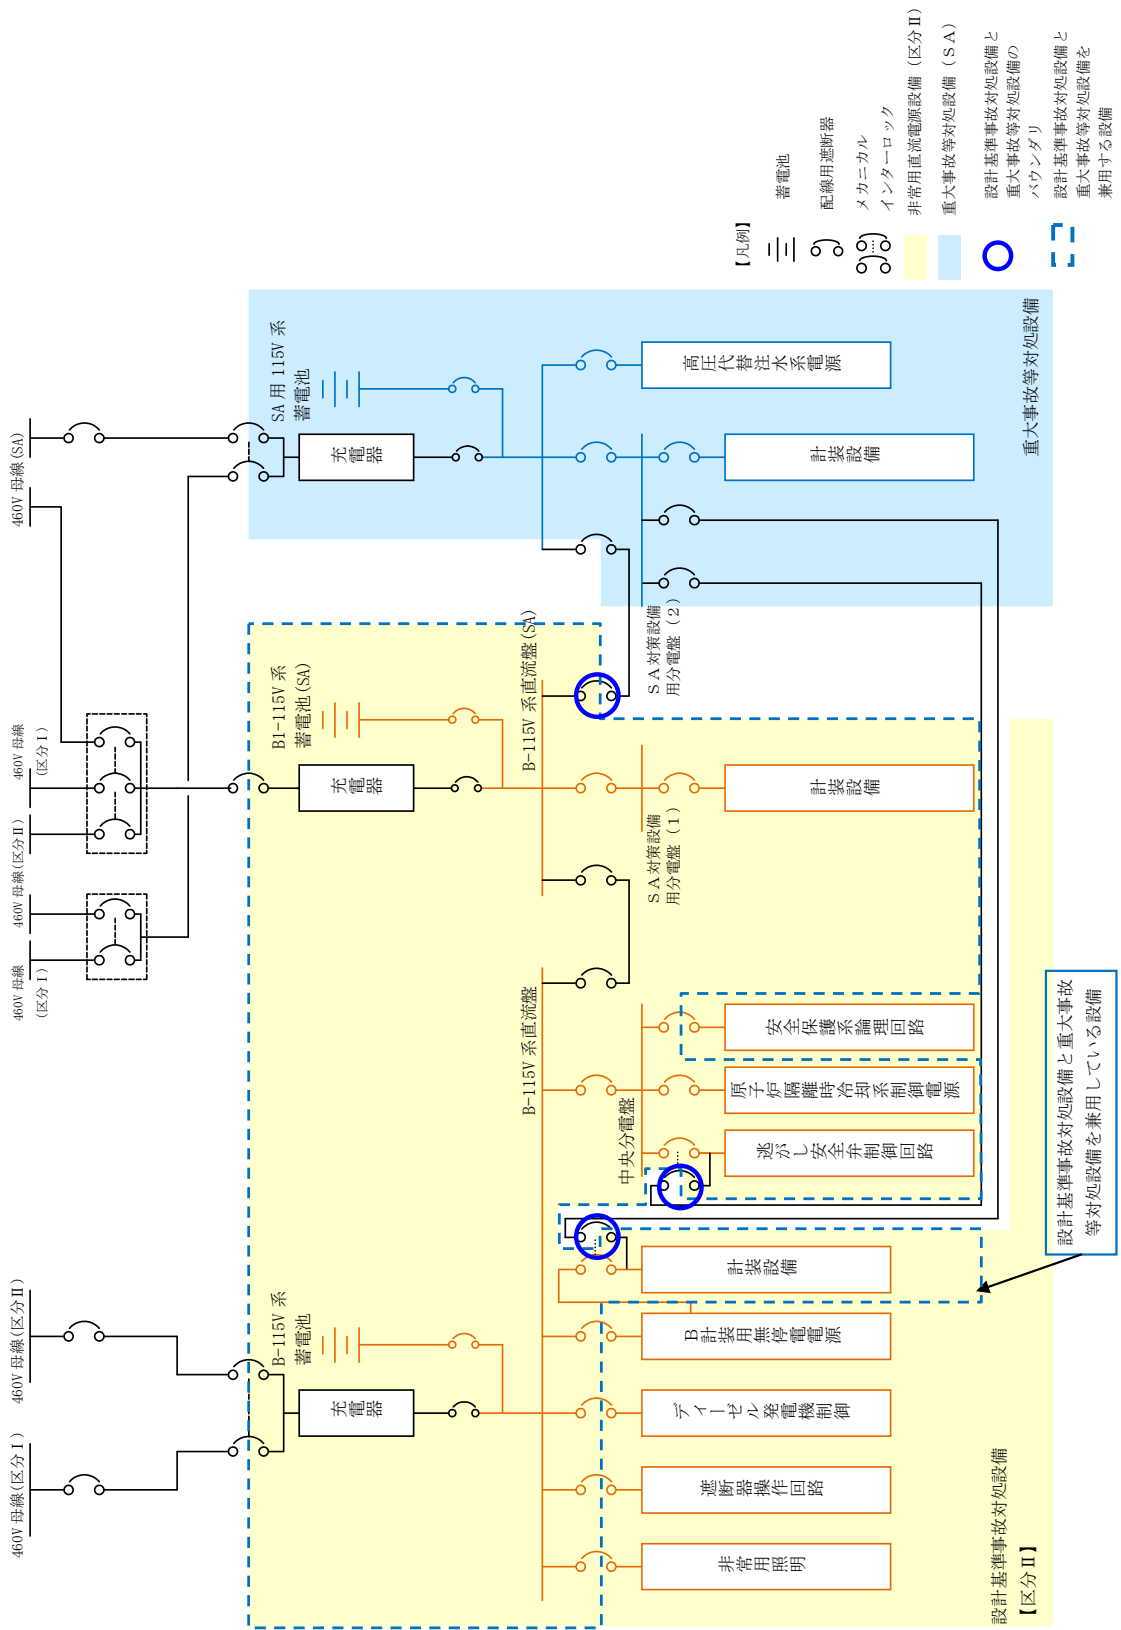 460V 母線(区分Ⅰ)
460V 母線(区分Ⅱ)
460V 母線
(区分Ⅰ)
460V 母線(区分Ⅱ)
460V 母線
(区分Ⅰ)
460V 母線(SA)
B-115V 系
蓄電池
充電器
B1-115V 系
蓄電池(SA)
充電器
SA 用 115V 系
蓄電池
充電器
B-115V 系直流盤
B-115V 系直流盤(SA)
中央分電盤
SA対策設備
用分電盤(1)
SA対策設備
用分電盤(2)
非常用照明
遮断器操作回路
ディーゼル発電機制御
B計装用無停電電源
計装設備
逃がし安全弁制御回路
原子炉隔離時冷却系制御電源
安全保護系論理回路
計装設備
計装設備
高圧代替注水系電源
設計基準事故対処設備
【区分Ⅱ】
重大事故等対処設備
設計基準事故対処設備と重大事故
等対処設備を兼用している設備
【凡例】
蓄電池
配線用遮断器
メカニカル
インターロック
非常用直流電源設備(区分Ⅱ)
重大事故等対処設備(SA)
設計基準事故対処設備と
重大事故等対処設備の
バウンダリ
設計基準事故対処設備と
重大事故等対処設備を
兼用する設備